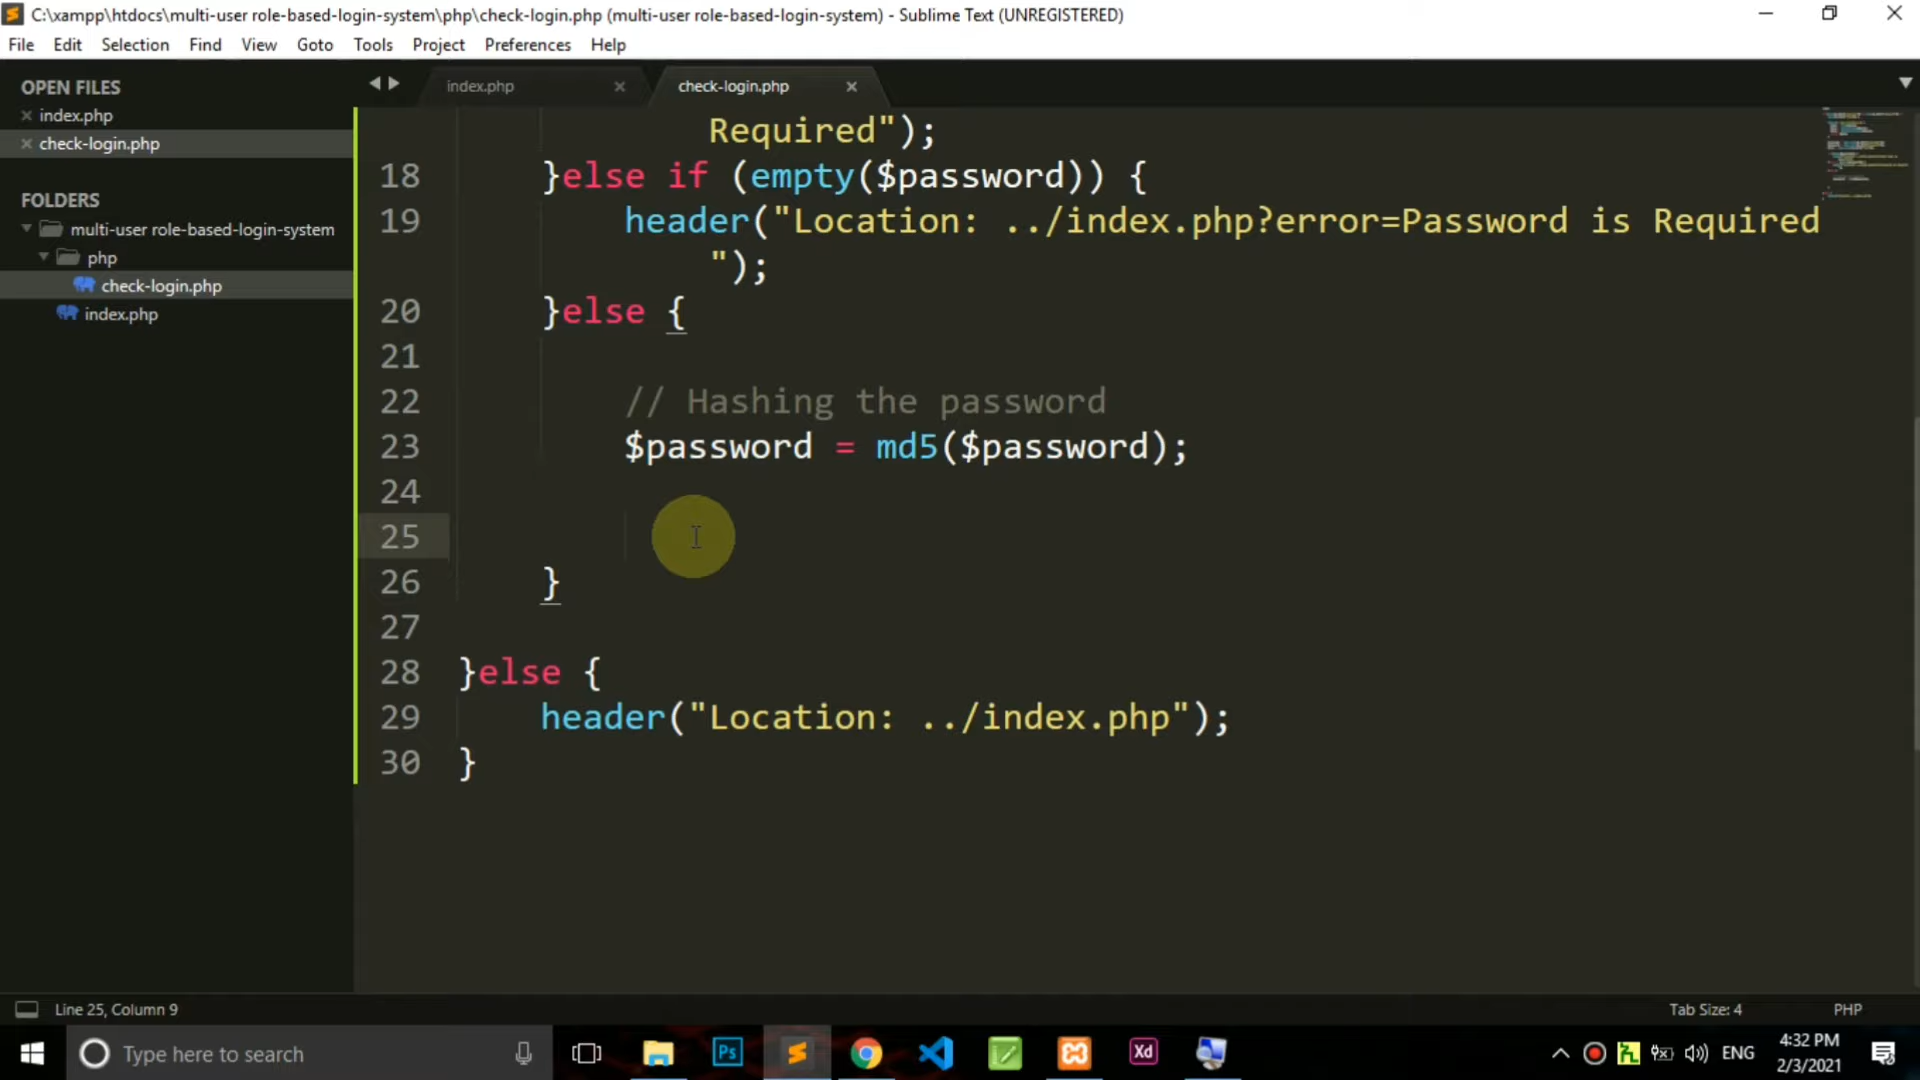 C:\xampp\htdocs\multi-user role-based-login-system\php\check-login.php (multi-user role-based-login-system) - Sublime Text (UNREGISTERED)
File Edit Selection Find View Goto Tools Project Preferences Help
OPEN FILES
index.php
check-login.php
FOLDERS
multi-user role-based-login-system
php
check-login.php
index.php
index.php
check-login.php
Required");
18 }else if (empty($password)) {
19 header("Location: ../index.php?error=Password is Required
");
20 }else {
21
22 // Hashing the password
23 $password = md5($password);
24
25
26 }
27
28 }else {
29 header("Location: ../index.php");
30 }
Line 25, Column 9
Tab Size: 4
PHP
Type here to search
Ps
Xd
ENG
4:32 PM
2/3/2021